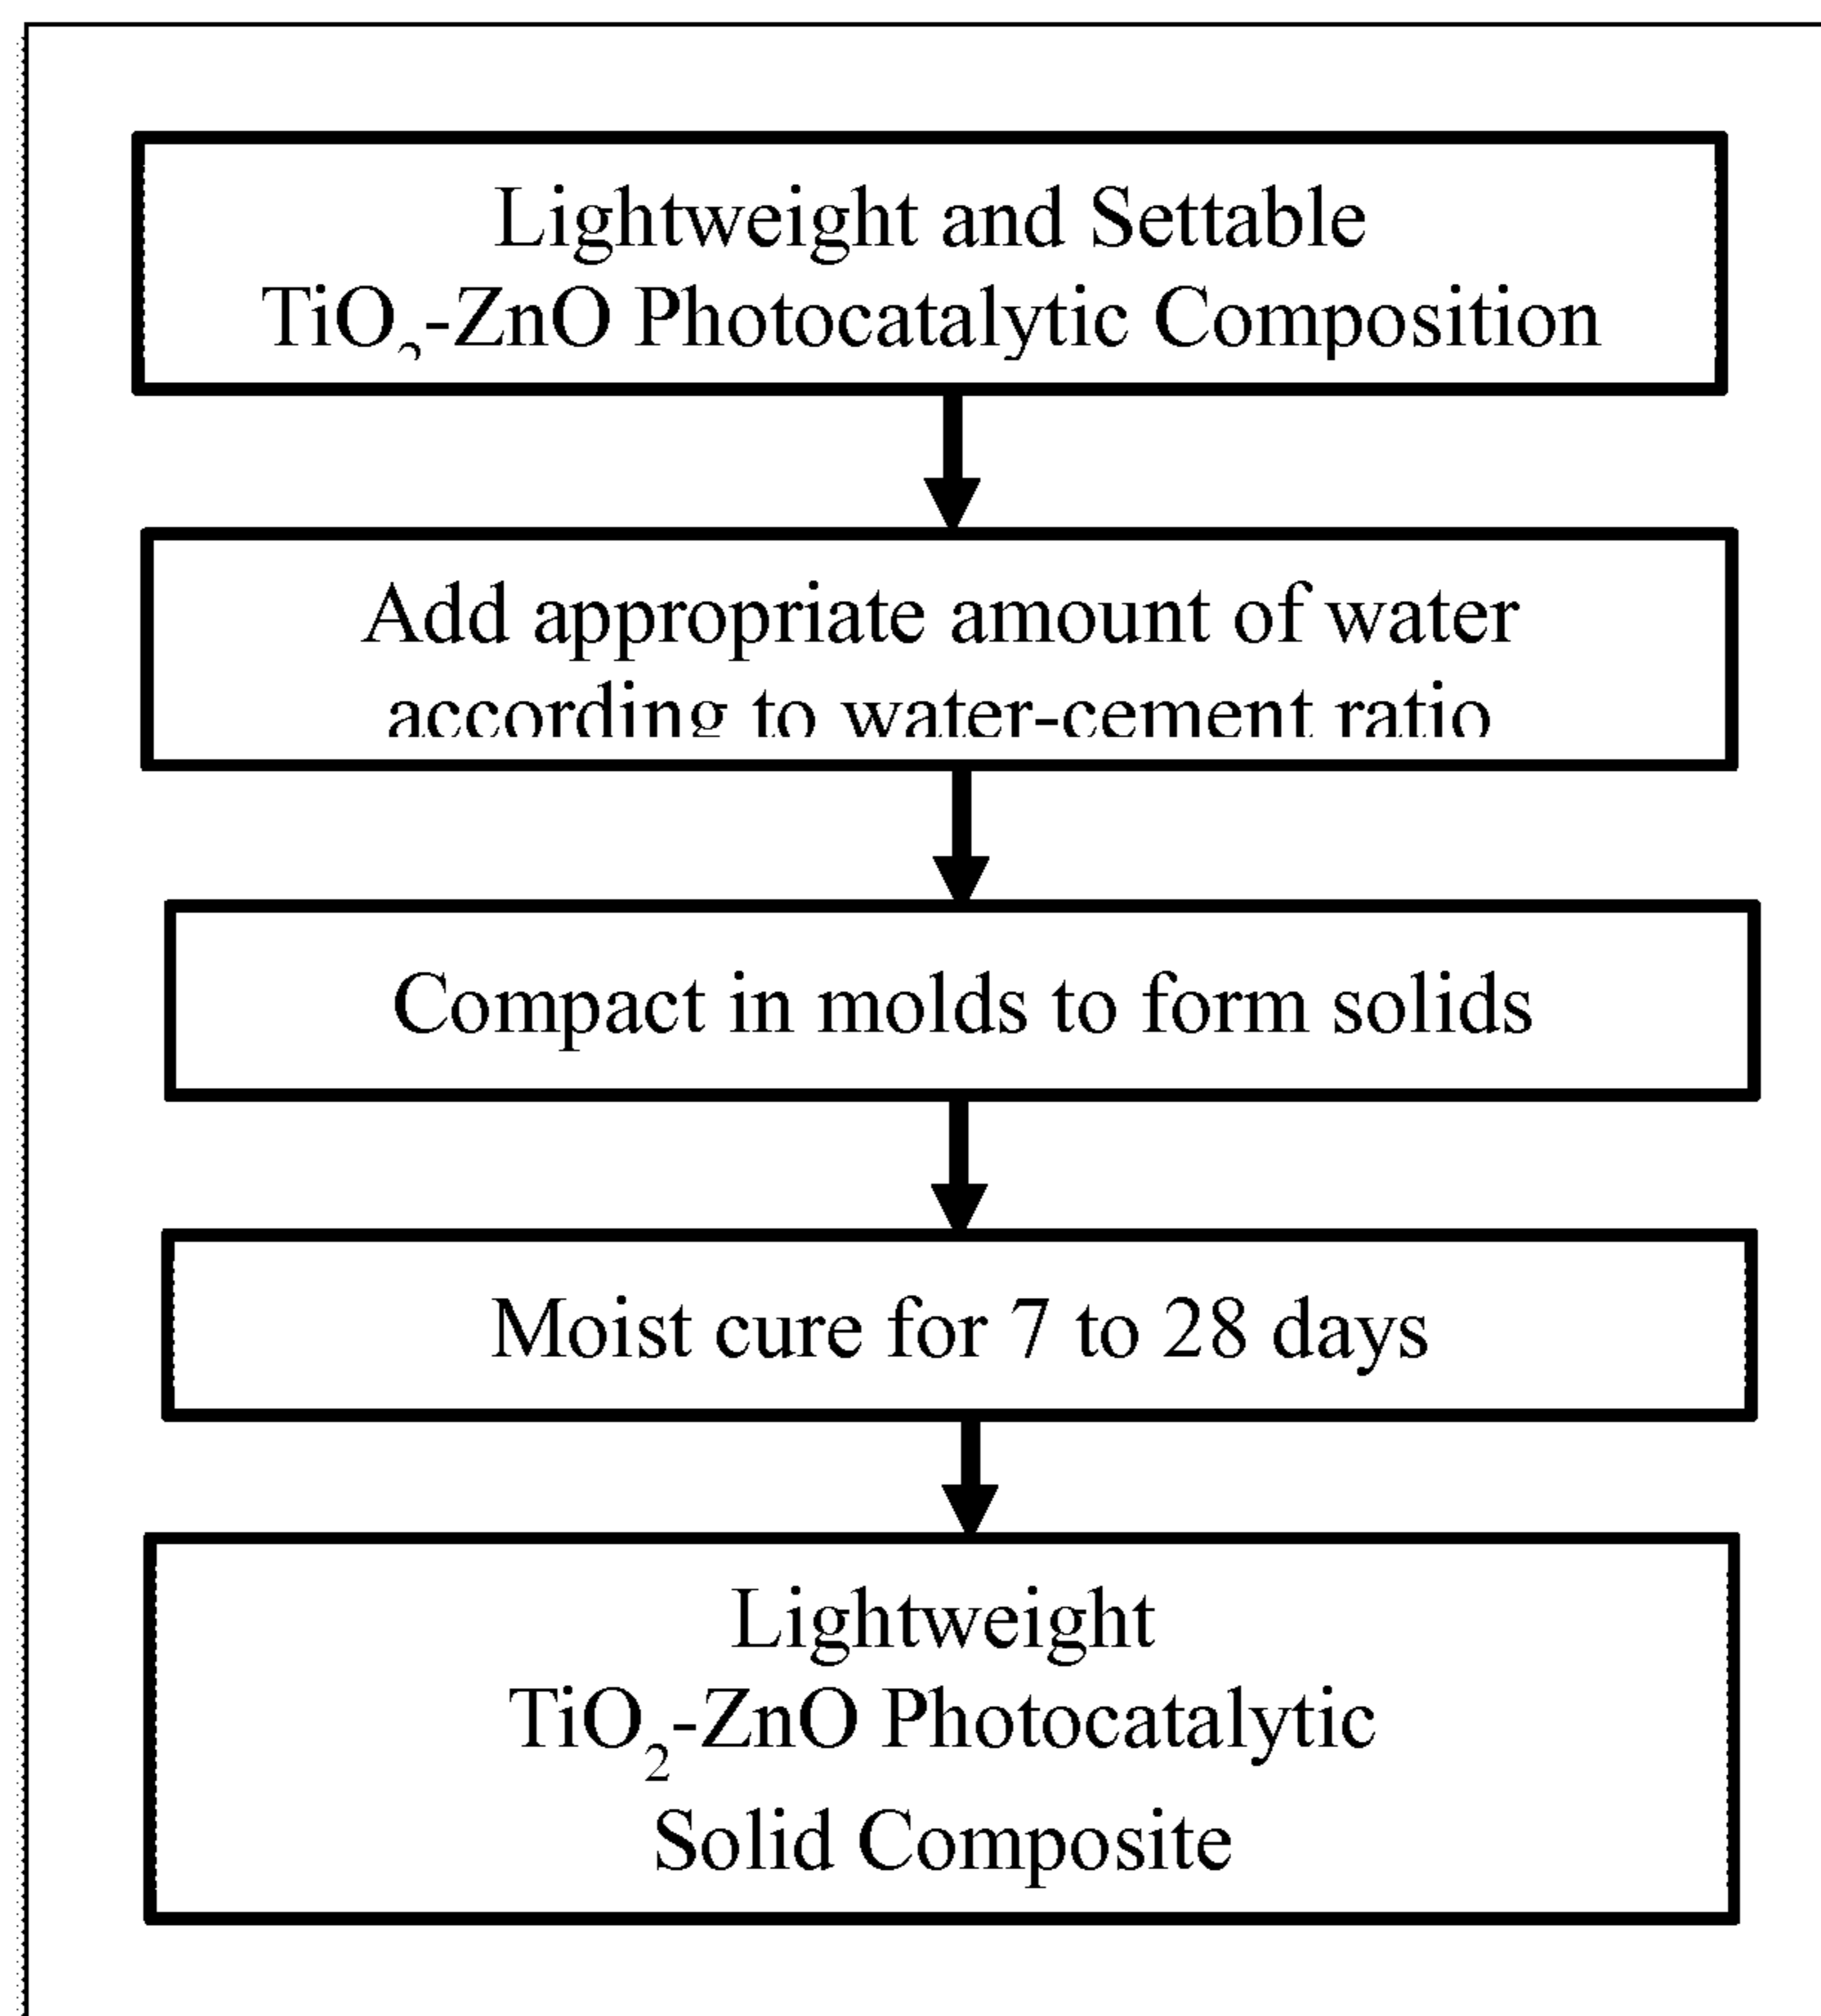 Lightweight and Settable
TiO₂-ZnO Photocatalytic Composition
Add appropriate amount of water
according to water-cement ratio
Compact in molds to form solids
Moist cure for 7 to 28 days
Lightweight
TiO₂-ZnO Photocatalytic
Solid Composite